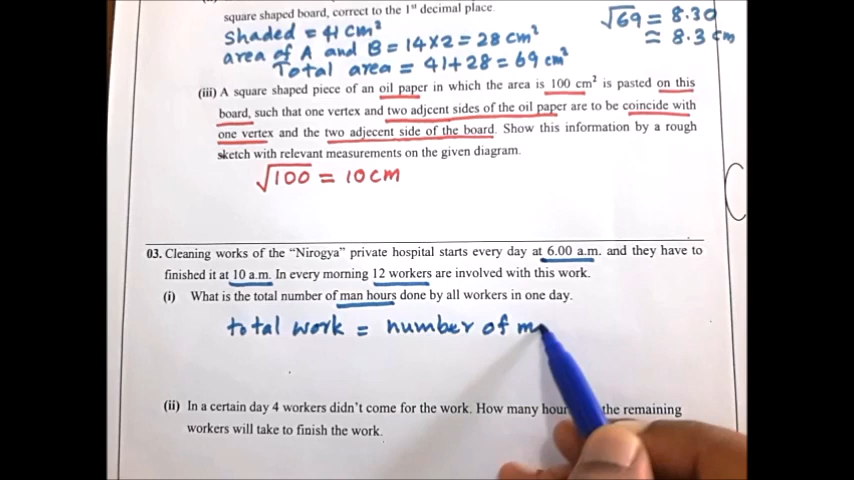 square shaped board, correct to the 1st decimal place.
√69 = 8.30
≃ 8.3 cm
shaded = 41 cm²
area of A and B = 14×2 = 28 cm²
Total area = 41+28 = 69 cm²
(iii) A square shaped piece of an oil paper in which the area is 100 cm² is pasted on this
board, such that one vertex and two adjcent sides of the oil paper are to be coincide with
one vertex and the two adjecent side of the board. Show this information by a rough
sketch with relevant measurements on the given diagram.
√100 = 10 cm
03. Cleaning works of the "Nirogya" private hospital starts every day at 6.00 a.m. and they have to
finished it at 10 a.m. In every morning 12 workers are involved with this work.
(i) What is the total number of man hours done by all workers in one day.
total work = number of m
(ii) In a certain day 4 workers didn't come for the work. How many hour the remaining
workers will take to finish the work.